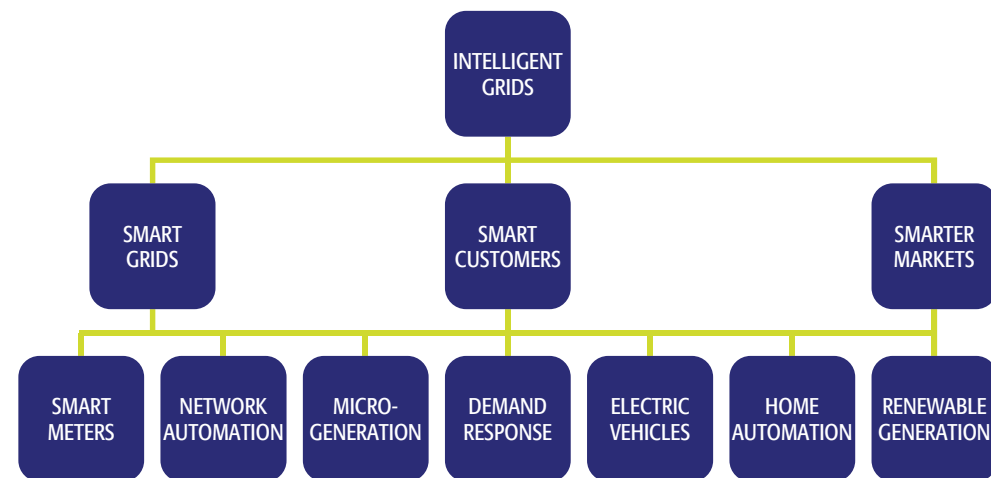 INTELLIGENT
GRIDS
SMART
GRIDS
SMART
CUSTOMERS
SMARTER
MARKETS
SMART
METERS
NETWORK
AUTOMATION
MICRO-
GENERATION
DEMAND
RESPONSE
ELECTRIC
VEHICLES
HOME
AUTOMATION
RENEWABLE
GENERATION